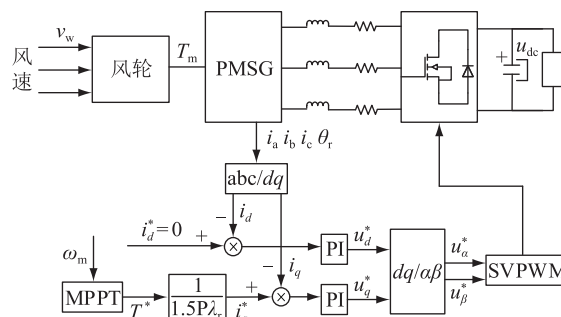 v_w
风速
风轮
T_m
PMSG
+ u_dc
i_a i_b i_c θ_r
abc/dq
− i_d
i_d^*=0 +
PI u_d^*
ω_m
− i_q
dq/αβ
u_α^*
u_β^*
SVPWM
MPPT
T^*
1
1.5Pλ_r
+
PI u_q^*